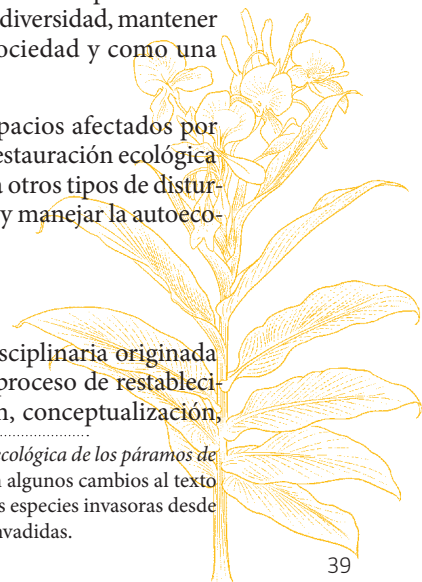 diversidad, mantener
ociedad y como una
pacios afectados por
estauración ecológica
a otros tipos de distur-
y manejar la autoeco-
sciplinaria originada
proceso de restableci-
n, conceptualización,
ecológica de los páramos de
n algunos cambios al texto
s especies invasoras desde
nvadidas.
39